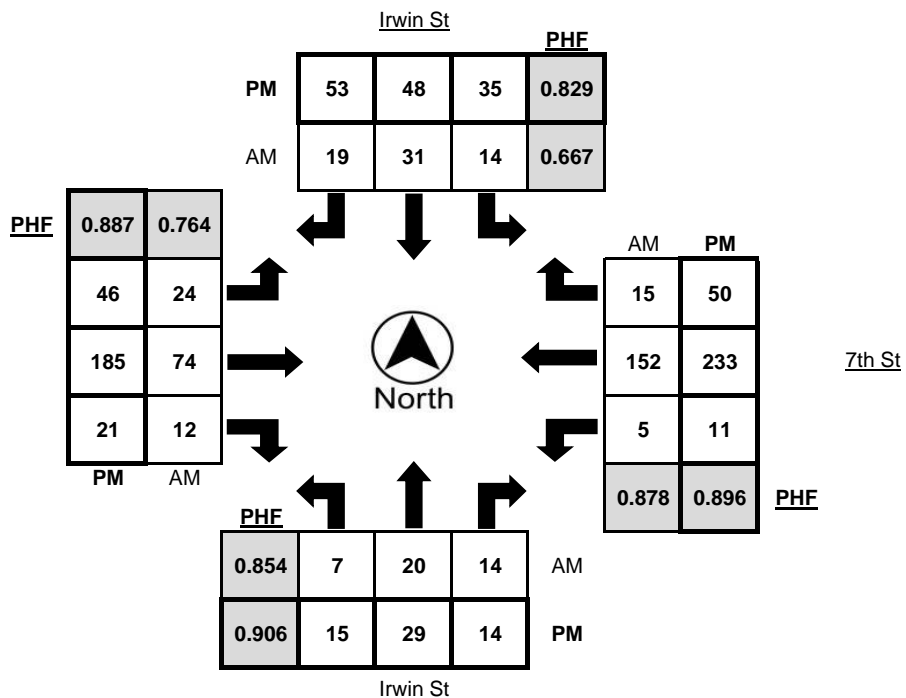 Irwin St
PHF
PM 53 48 35 0.829
AM 19 31 14 0.667
PHF 0.887 0.764
46 24
185 74
21 12
PM AM
North
AM PM
15 50
152 233
5 11
0.878 0.896 PHF
7th St
PHF
0.854 7 20 14 AM
0.906 15 29 14 PM
Irwin St